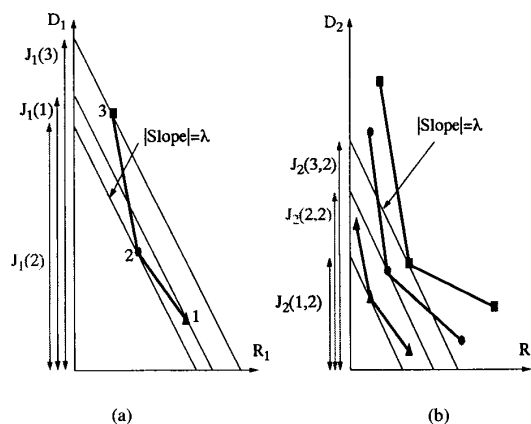 D1
J1(3)
J1(1)
J1(2)
3
2
1
|Slope|=λ
R1
(a)
D2
|Slope|=λ
J2(3,2)
J2(2,2)
J2(1,2)
R
(b)